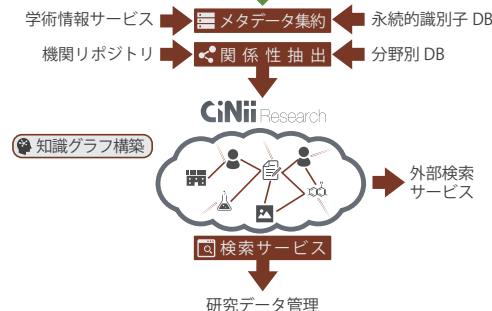 学術情報サービス メタデータ集約 永続的識別子 DB
機関リポジトリ 関係性抽出 分野別 DB
CiNii Research
知識グラフ構築
外部検索
サービス
検索サービス
研究データ管理